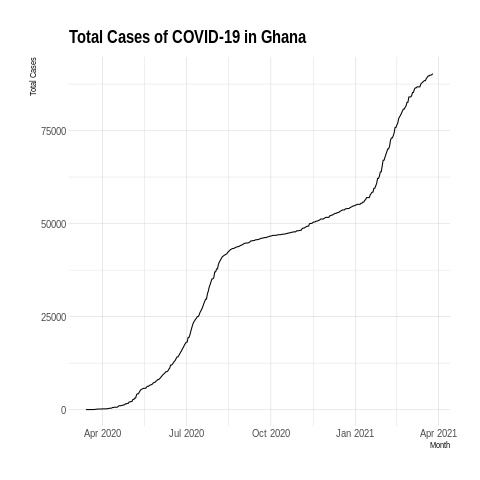 Total Cases of COVID-19 in Ghana
Total Cases
75000
50000
25000
0
Apr 2020 Jul 2020 Oct 2020 Jan 2021 Apr 2021
Month